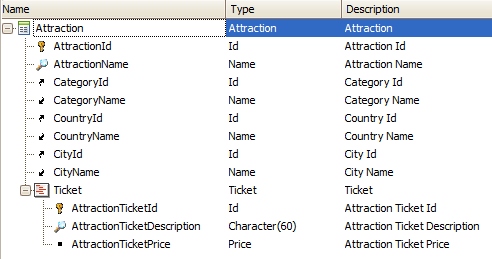 Name Type Description
Attraction Attraction Attraction
AttractionId Id Attraction Id
AttractionName Name Attraction Name
CategoryId Id Category Id
CategoryName Name Category Name
CountryId Id Country Id
CountryName Name Country Name
CityId Id City Id
CityName Name City Name
Ticket Ticket Ticket
AttractionTicketId Id Attraction Ticket Id
AttractionTicketDescription Character(60) Attraction Ticket Description
AttractionTicketPrice Price Attraction Ticket Price